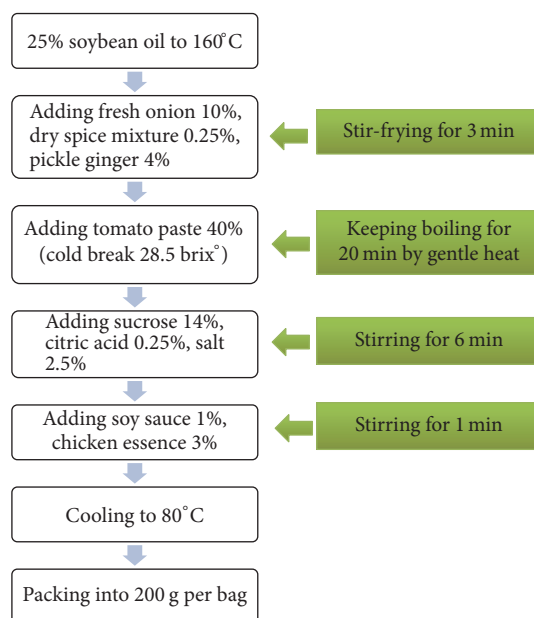 25% soybean oil to 160°C
Adding fresh onion 10%,
dry spice mixture 0.25%,
pickle ginger 4%
Stir-frying for 3 min
Adding tomato paste 40%
(cold break 28.5 brix°)
Keeping boiling for
20 min by gentle heat
Adding sucrose 14%,
citric acid 0.25%, salt
2.5%
Stirring for 6 min
Adding soy sauce 1%,
chicken essence 3%
Stirring for 1 min
Cooling to 80°C
Packing into 200 g per bag